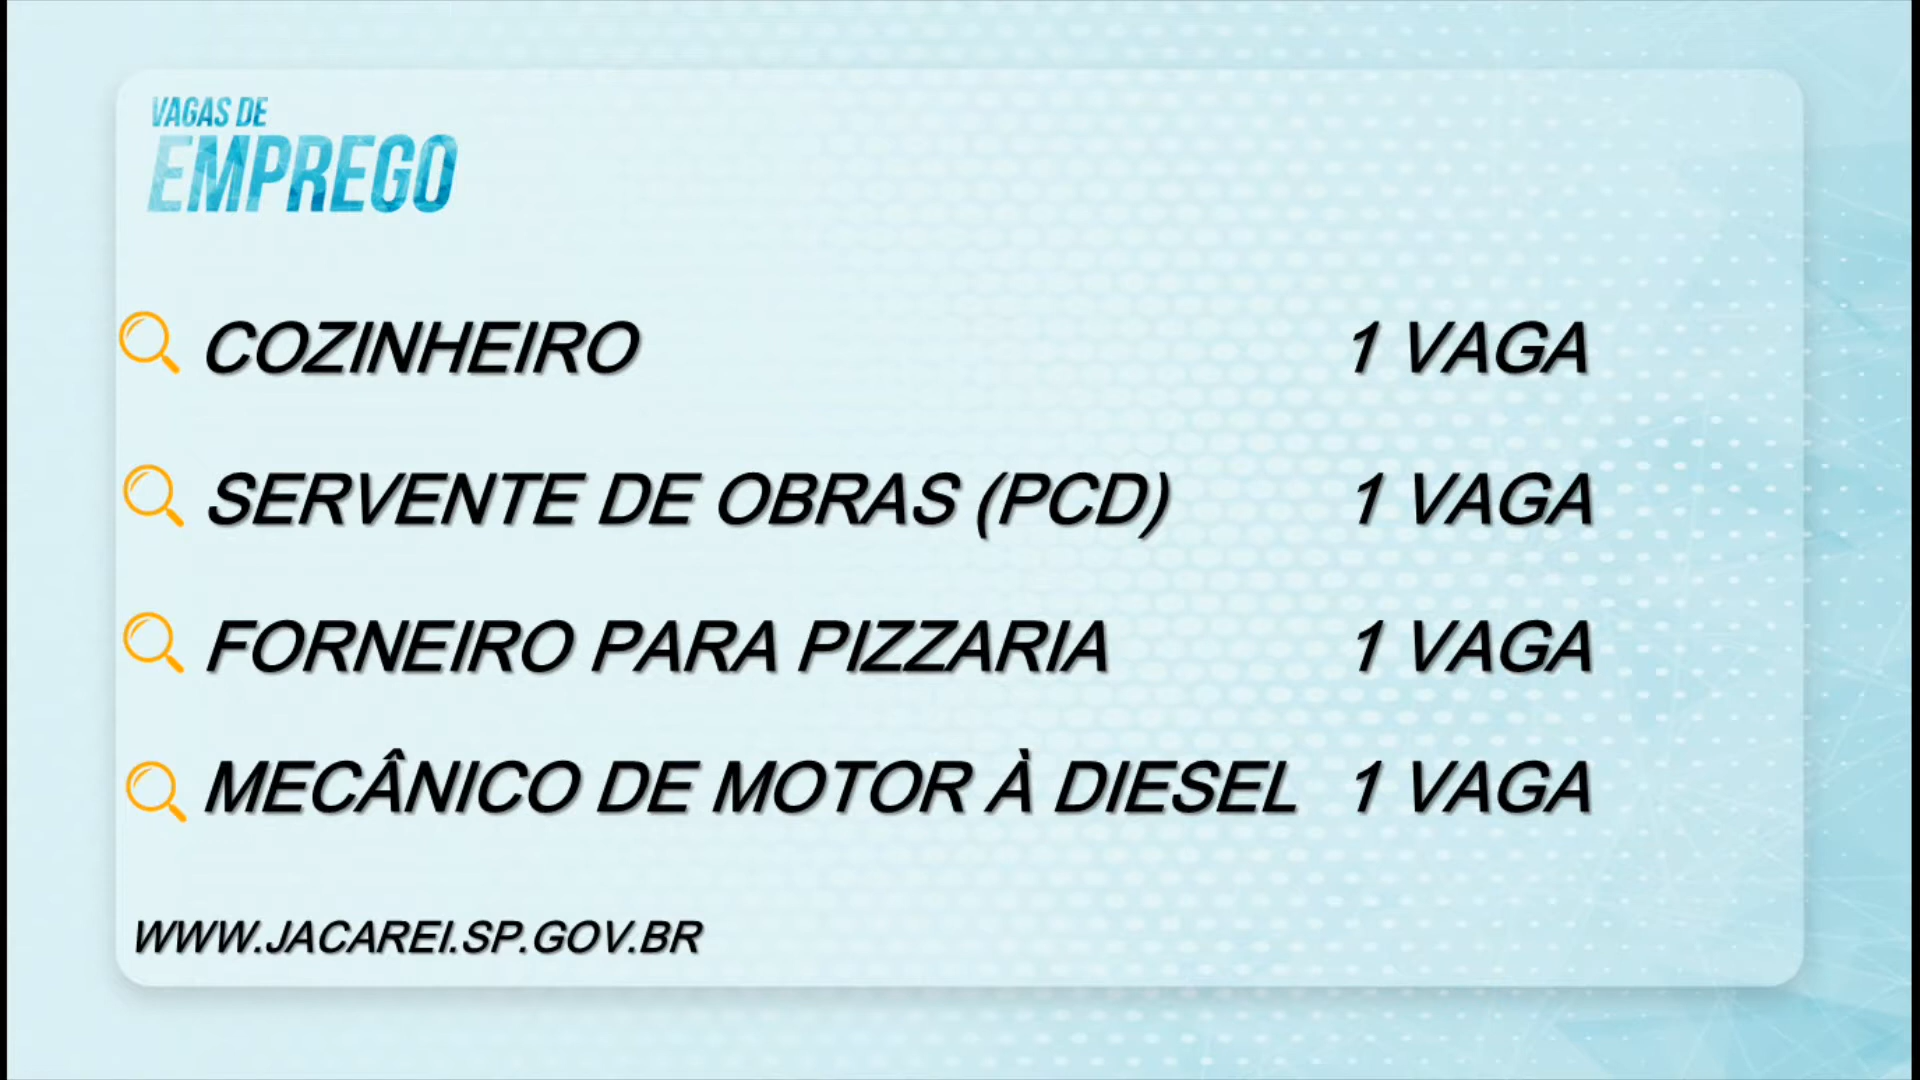 VAGAS DE
EMPREGO
COZINHEIRO 1 VAGA
SERVENTE DE OBRAS (PCD) 1 VAGA
FORNEIRO PARA PIZZARIA 1 VAGA
MECÂNICO DE MOTOR À DIESEL 1 VAGA
WWW.JACAREI.SP.GOV.BR